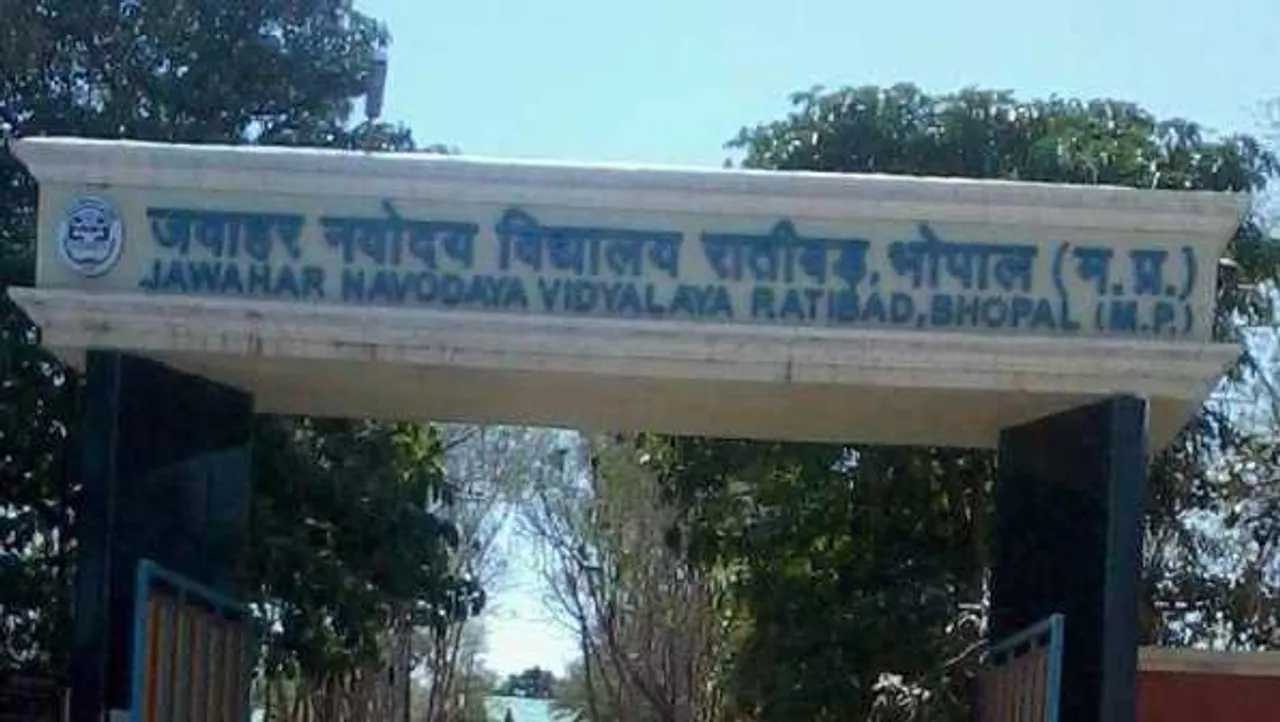 जवाहर नवोदय विद्यालय रातीबड़, भोपाल (म.प्र.)
JAWAHAR NAVODAYA VIDYALAYA RATIBAD, BHOPAL (M.P.)